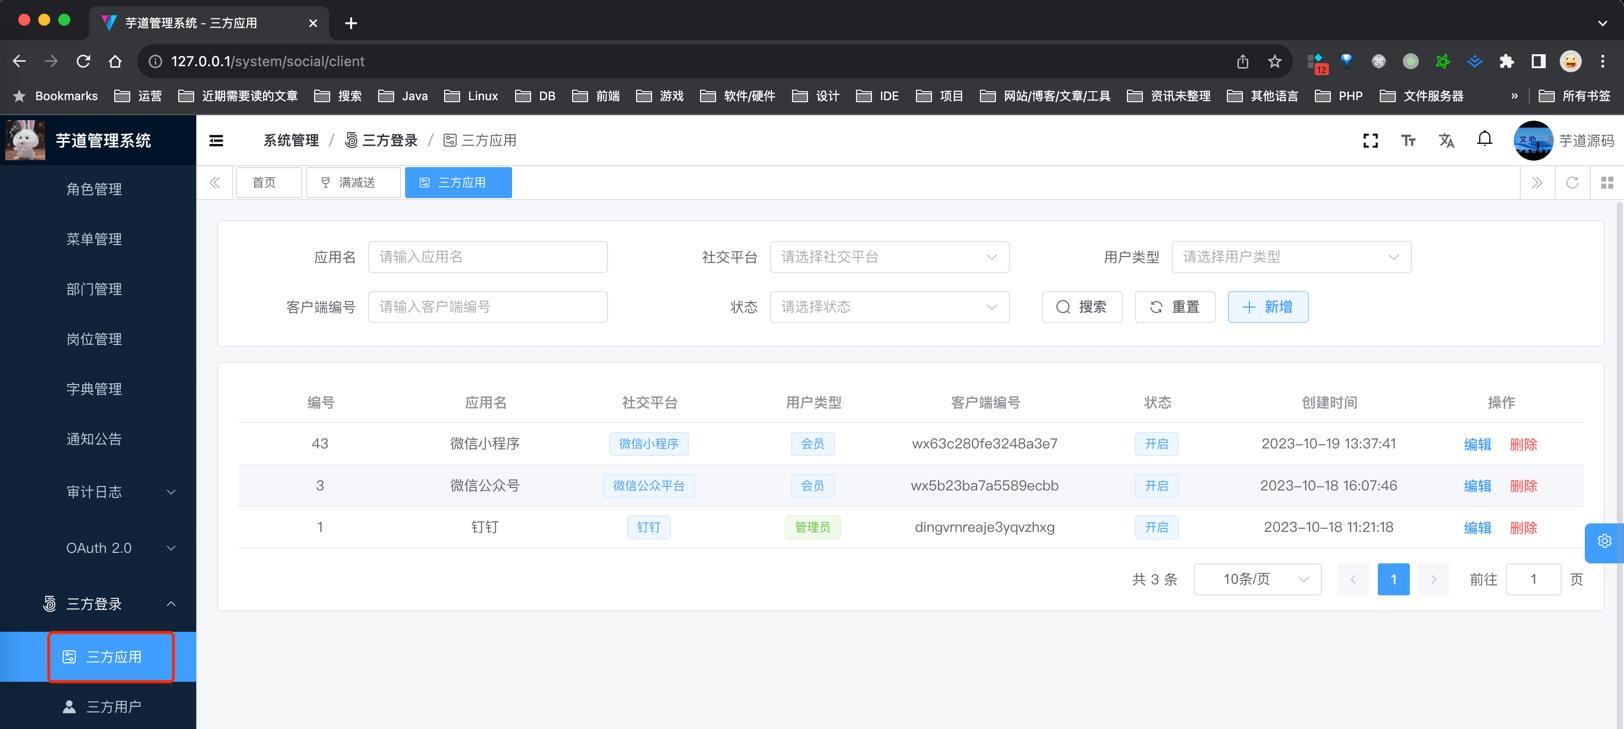 芋道管理系统 - 三方应用
127.0.0.1/system/social/client
12
Bookmarks 运营 近期需要读的文章 搜索 Java Linux DB 前端 游戏 软件/硬件 设计 IDE 项目 网站/博客/文章/工具 资讯未整理 其他语言 PHP 文件服务器 » 所有书签
芋道管理系统
系统管理 / 三方登录 / 三方应用
芋道源码
首页 满减送 三方应用
角色管理
菜单管理
部门管理
岗位管理
字典管理
通知公告
审计日志
OAuth 2.0
三方登录
三方应用
三方用户
应用名 请输入应用名 社交平台 请选择社交平台 用户类型 请选择用户类型
客户端编号 请输入客户端编号 状态 请选择状态 搜索 重置 新增
编号 应用名 社交平台 用户类型 客户端编号 状态 创建时间 操作
43 微信小程序 微信小程序 会员 wx63c280fe3248a3e7 开启 2023-10-19 13:37:41 编辑 删除
3 微信公众号 微信公众平台 会员 wx5b23ba7a5589ecbb 开启 2023-10-18 16:07:46 编辑 删除
1 钉钉 钉钉 管理员 dingvrnreaje3yqvzhxg 开启 2023-10-18 11:21:18 编辑 删除
共 3 条 10条/页 1 前往 1 页